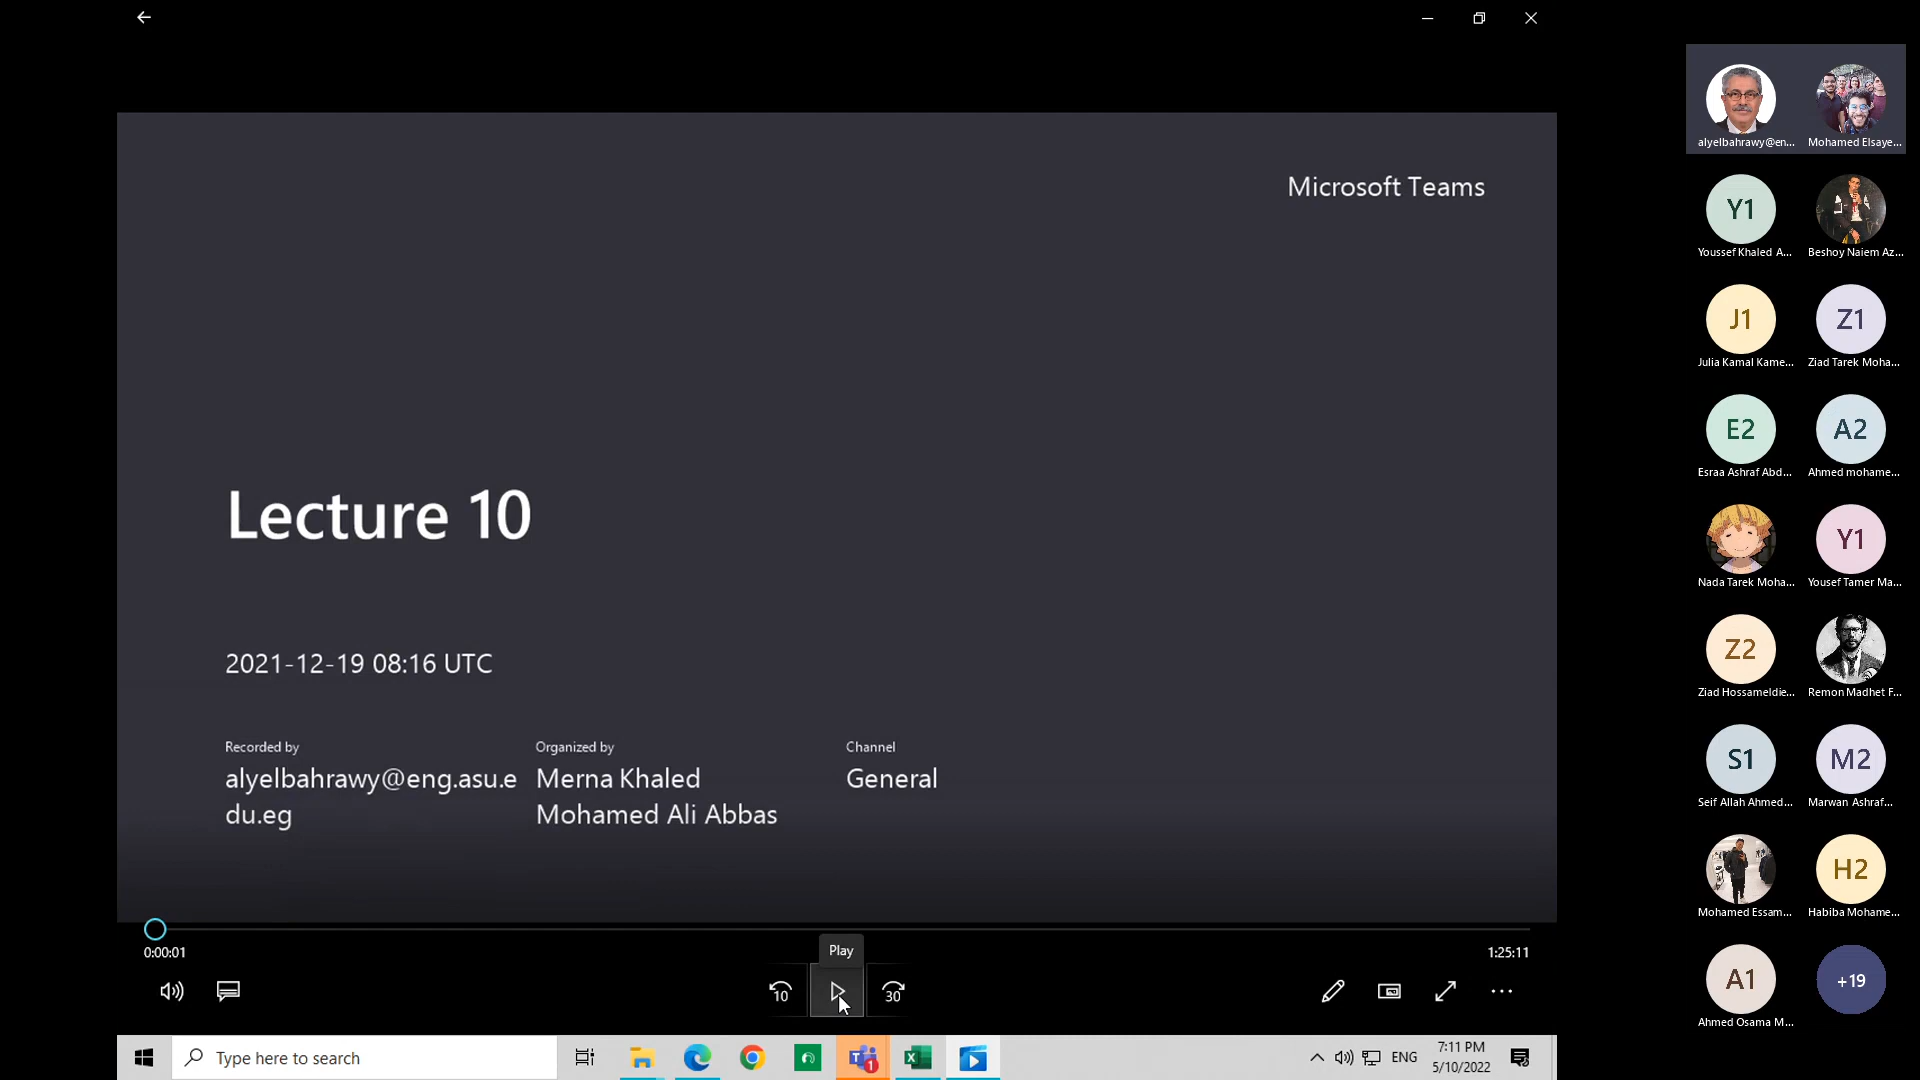 Microsoft Teams
Lecture 10
2021-12-19 08:16 UTC
Recorded by
alyelbahrawy@eng.asu.e
du.eg
Organized by
Merna Khaled
Mohamed Ali Abbas
Channel
General
0:00:01
Play
1:25:11
10
30
Type here to search
1
ENG
7:11 PM
5/10/2022
alyelbahrawy@en...
Mohamed Elsaye...
Y1
Youssef Khaled A...
Beshoy Naiem Az...
J1
Julia Kamal Kame...
Z1
Ziad Tarek Moha...
E2
Esraa Ashraf Abd...
A2
Ahmed mohame...
Nada Tarek Moha...
Y1
Yousef Tamer Ma...
Z2
Ziad Hossameldie...
Remon Madhet F...
S1
Seif Allah Ahmed...
M2
Marwan Ashraf...
Mohamed Essam...
H2
Habiba Mohame...
A1
Ahmed Osama M...
+19